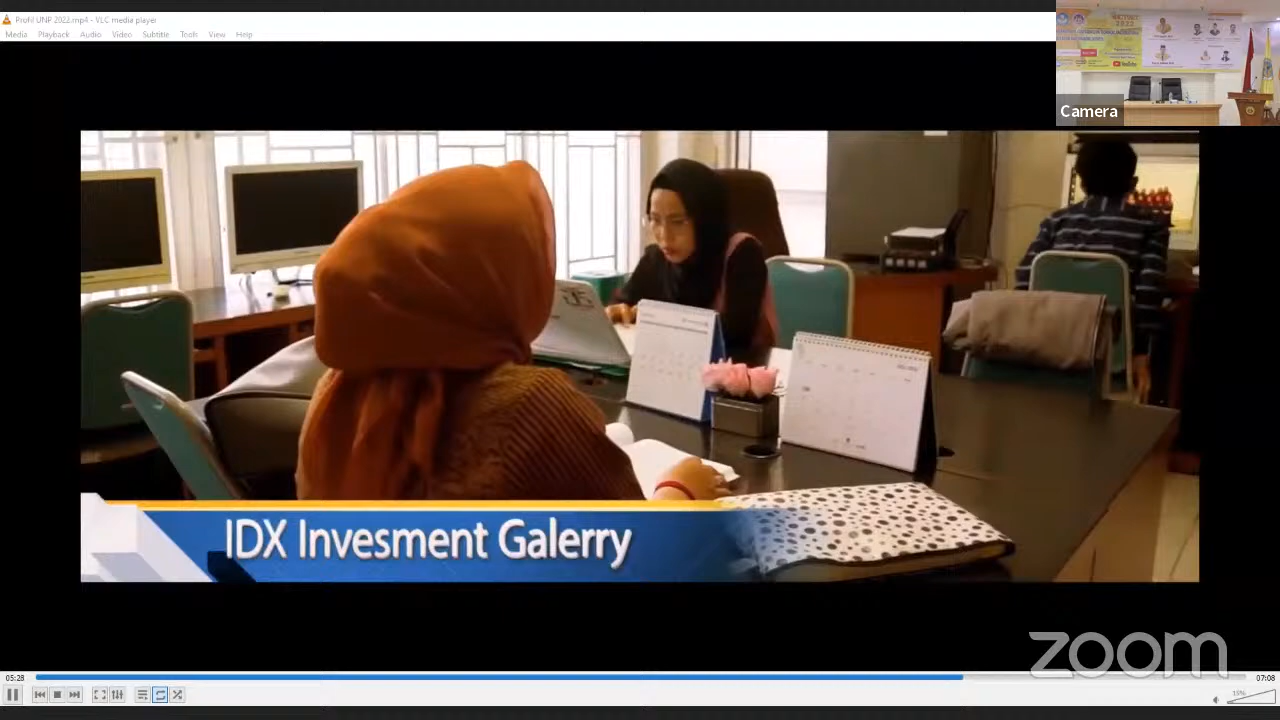 Profil UNP 2022.mp4 - VLC media player
Media Playback Audio Video Subtitle Tools View Help
Camera
IDX Invesment Galerry
zoom
05:28
07:08
15%